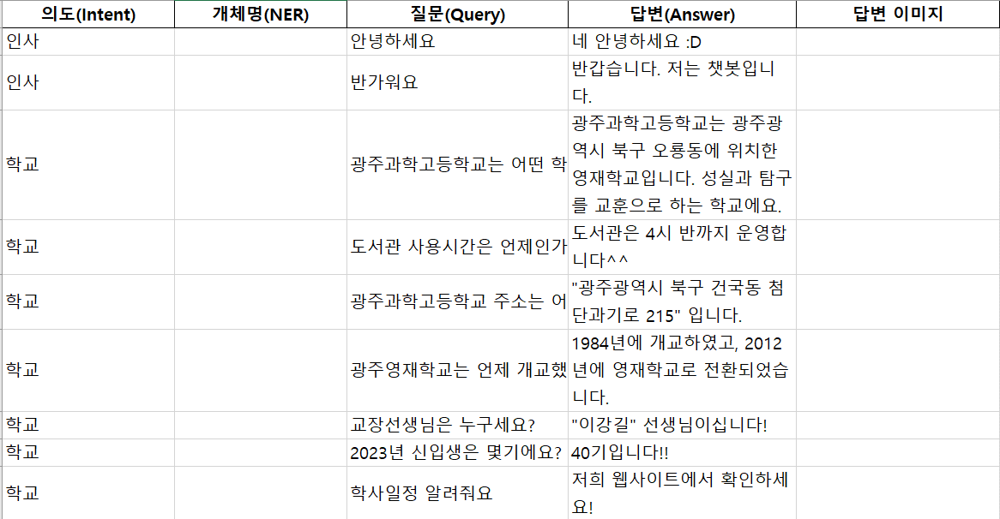 의도(Intent) 개체명(NER) 질문(Query) 답변(Answer) 답변 이미지
인사 안녕하세요 네 안녕하세요 :D
인사 반가워요 반갑습니다. 저는 챗봇입니
다.
학교 광주과학고등학교는 어떤 학 광주과학고등학교는 광주광
역시 북구 오룡동에 위치한
영재학교입니다. 성실과 탐구
를 교훈으로 하는 학교에요.
학교 도서관 사용시간은 언제인가 도서관은 4시 반까지 운영합
니다^^
학교 광주과학고등학교 주소는 어 "광주광역시 북구 건국동 첨
단과기로 215" 입니다.
학교 광주영재학교는 언제 개교했 1984년에 개교하였고, 2012
년에 영재학교로 전환되었습
니다.
학교 교장선생님은 누구세요? "이강길" 선생님이십니다!
학교 2023년 신입생은 몇기에요? 40기입니다!!
학교 학사일정 알려줘요 저희 웹사이트에서 확인하세
요!